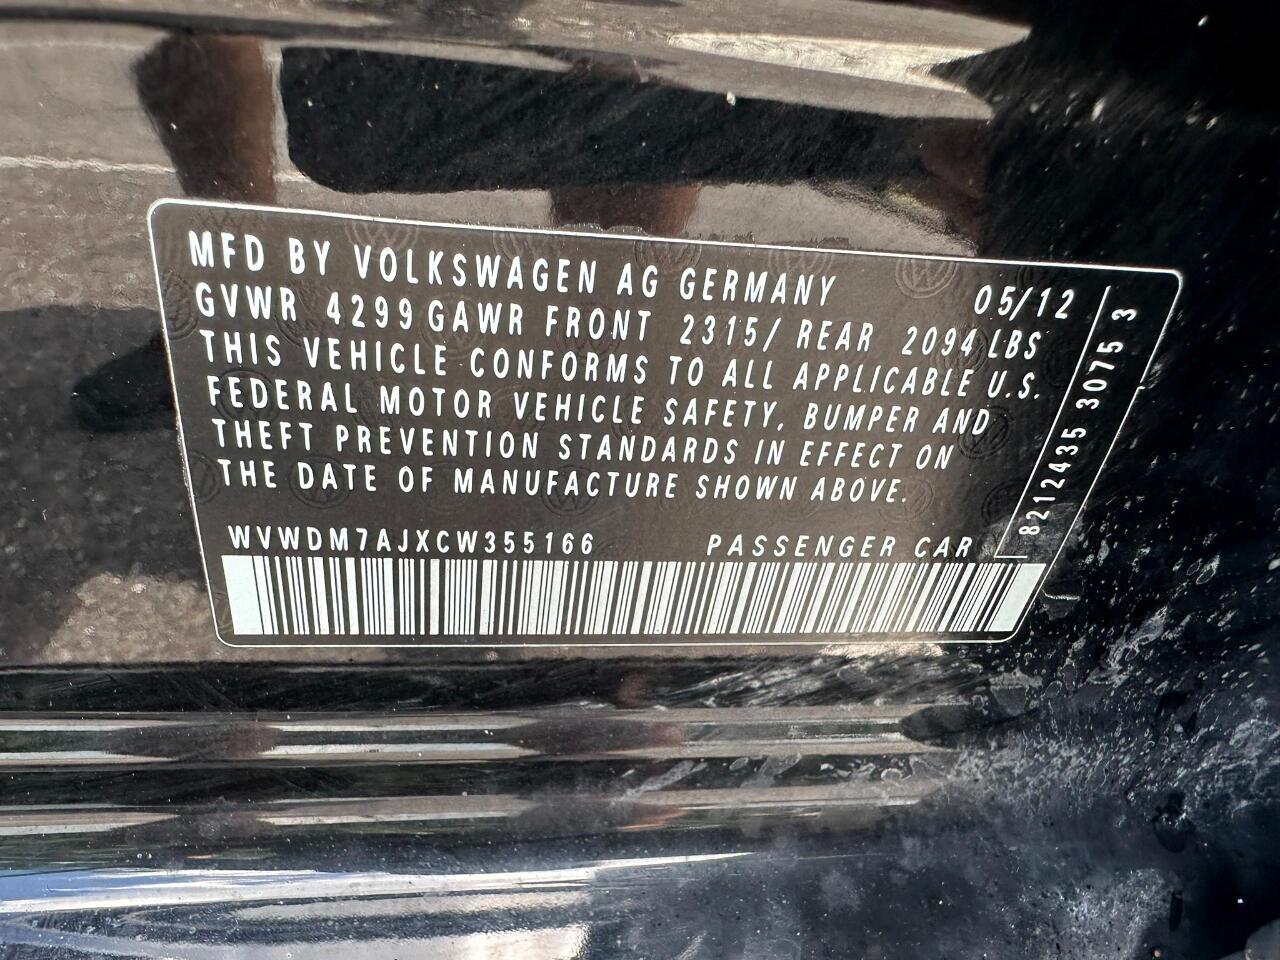 MFD BY VOLKSWAGEN AG GERMANY 05/12
GVWR 4299 GAWR FRONT 2315/ REAR 2094 LBS
THIS VEHICLE CONFORMS TO ALL APPLICABLE U.S.
FEDERAL MOTOR VEHICLE SAFETY, BUMPER AND
THEFT PREVENTION STANDARDS IN EFFECT ON
THE DATE OF MANUFACTURE SHOWN ABOVE.
WVWDM7AJXCW355166 PASSENGER CAR
8212435 3075 3